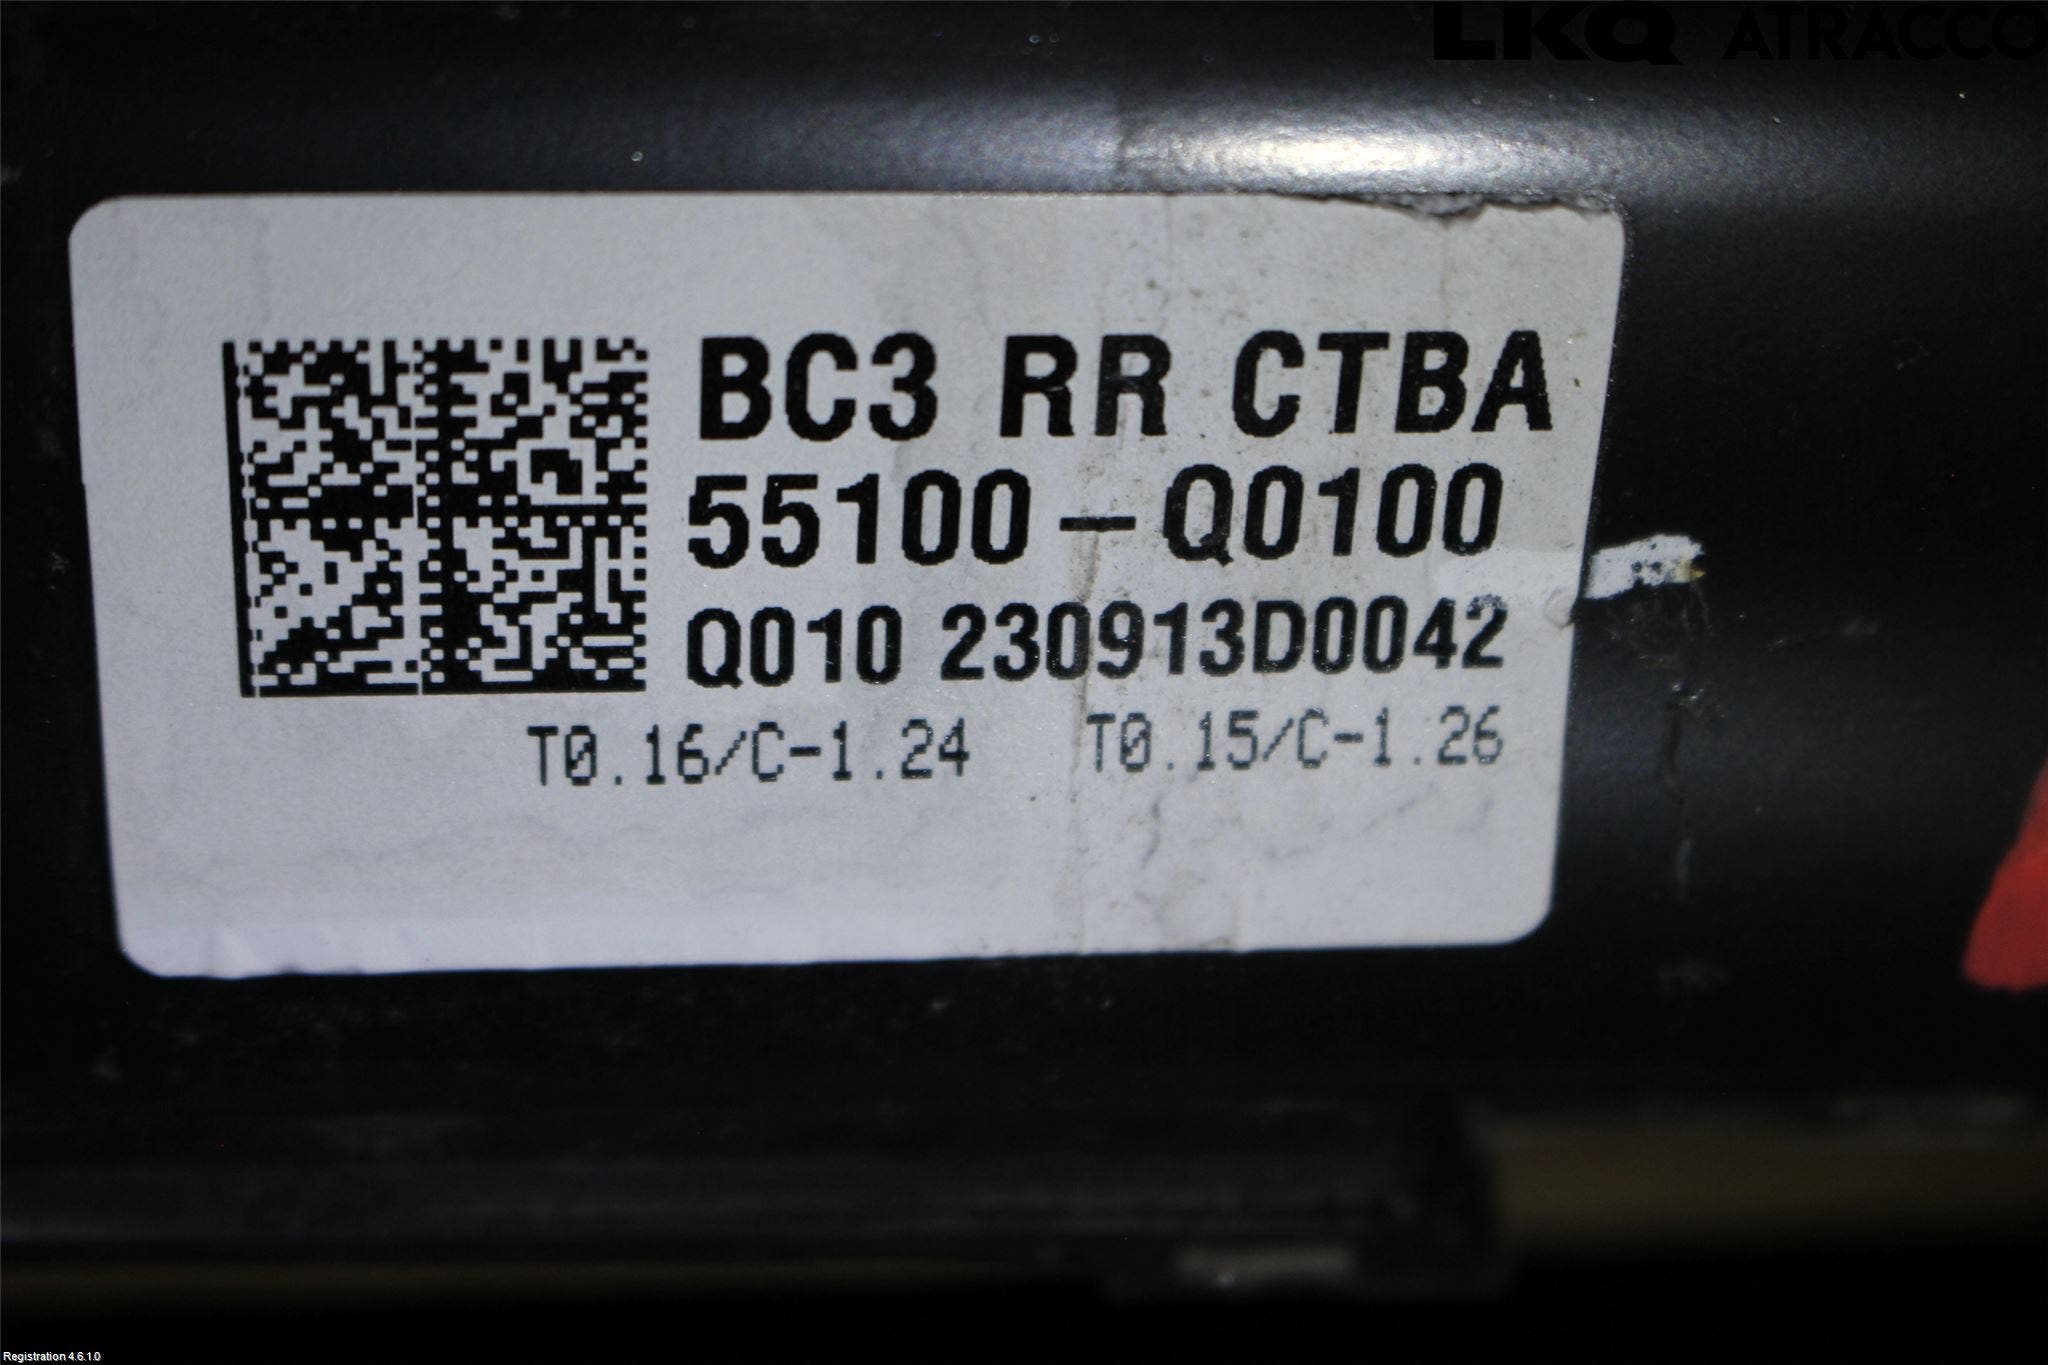 LKQ ATRACCO
BC3 RR CTBA
55100-Q0100
Q010 230913D0042
T0.16/C-1.24 T0.15/C-1.26
Registration 4.6.1.0